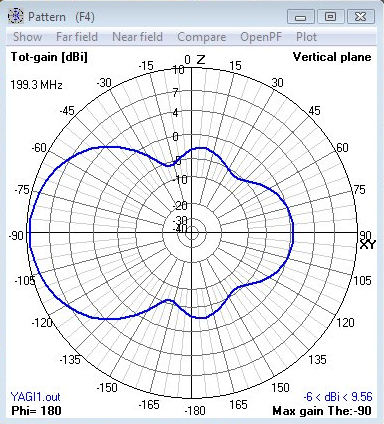 Pattern (F4)
Show Far field Near field Compare OpenPF Plot
Tot-gain [dBi] Vertical plane
199.3 MHz
0 Z
-15 15
-30 30
-45 45
-60 60
-75 75
-90 90
XY
-105 105
-120 120
-135 135
-150 150
-165 165
-180
10
7
4
0
-5
-10
-20
-30
-40
YAGI1.out -6 < dBi < 9.56
Phi= 180 Max gain The:-90